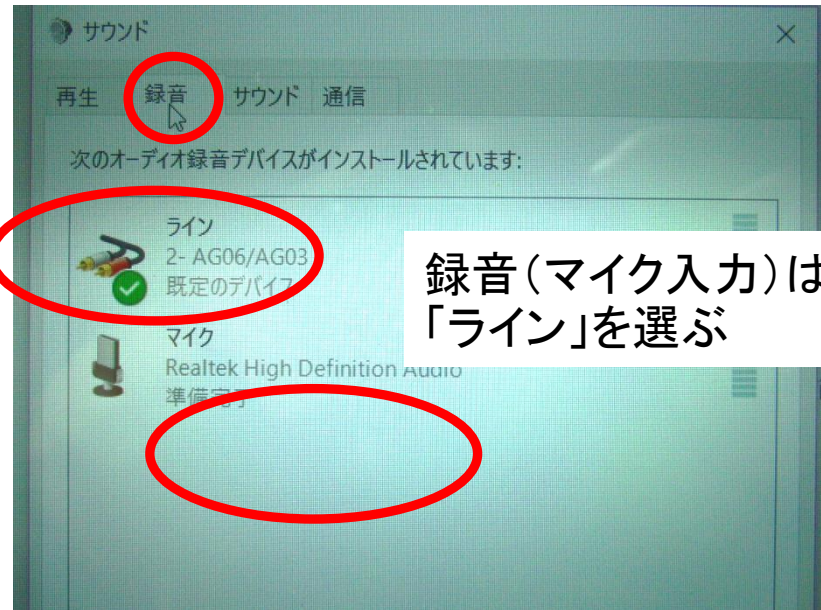 サウンド
再生 録音 サウンド 通信
次のオーディオ録音デバイスがインストールされています:
ライン
2- AG06/AG03
既定のデバイス
録音(マイク入力)は
「ライン」を選ぶ
マイク
Realtek High Definition Audio
準備完了